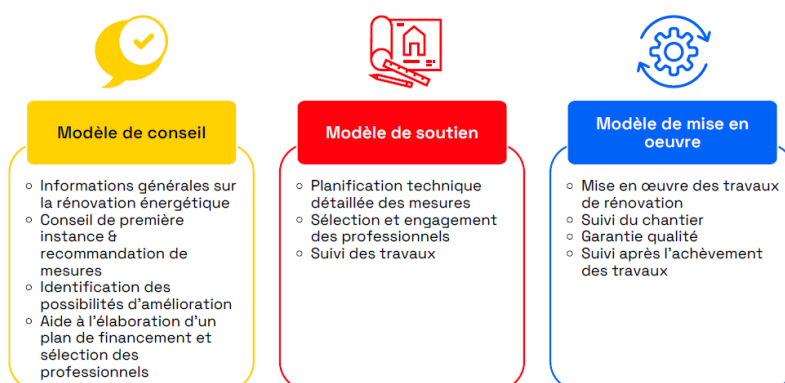 Modèle de conseil
○ Informations générales sur
la rénovation énergétique
○ Conseil de première
instance &
recommandation de
mesures
○ Identification des
possibilités d'amélioration
○ Aide à l'élaboration d'un
plan de financement et
sélection des
professionnels
Modèle de soutien
○ Planification technique
détaillée des mesures
○ Sélection et engagement
des professionnels
○ Suivi des travaux
Modèle de mise en
oeuvre
○ Mise en œuvre des travaux
de rénovation
○ Suivi du chantier
○ Garantie qualité
○ Suivi après l'achèvement
des travaux